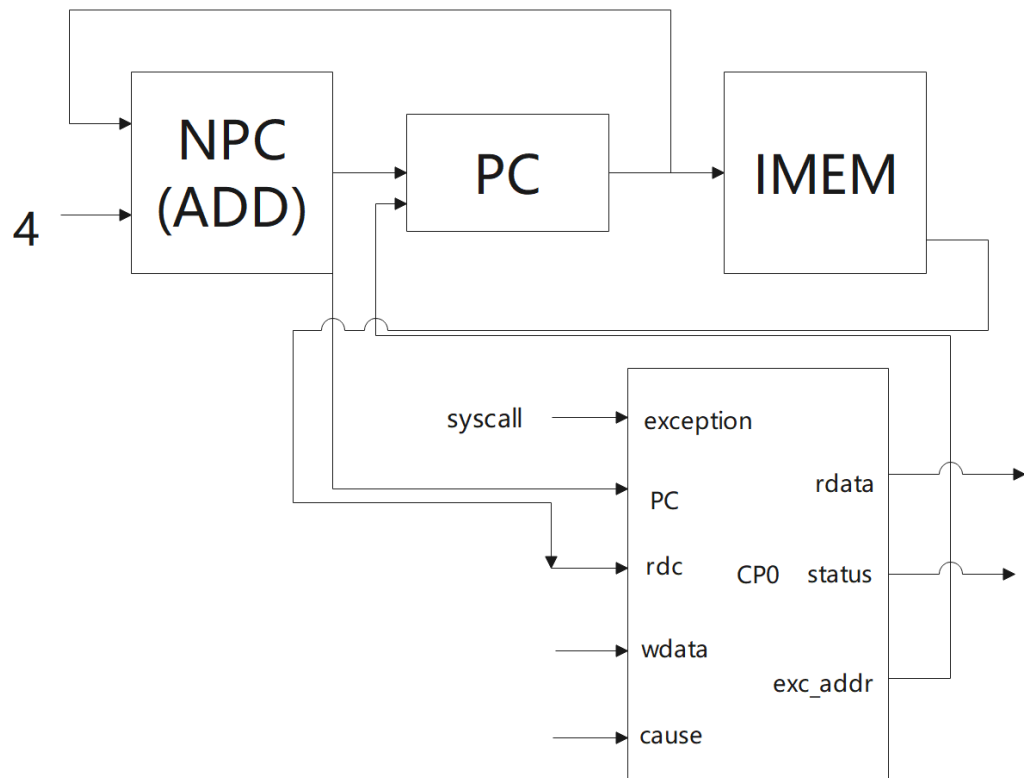 NPC
(ADD)
PC
IMEM
4
syscall
exception
rdata
PC
rdc
CP0
status
wdata
exc_addr
cause